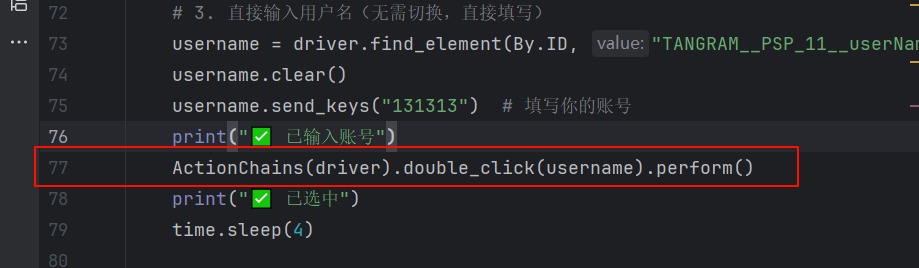 72 # 3. 直接输入用户名（无需切换，直接填写）
73 username = driver.find_element(By.ID, value: "TANGRAM__PSP_11__userNa
74 username.clear()
75 username.send_keys("131313") # 填写你的账号
76 print("✅ 已输入账号")
77 ActionChains(driver).double_click(username).perform()
78 print("✅ 已选中")
79 time.sleep(4)
80